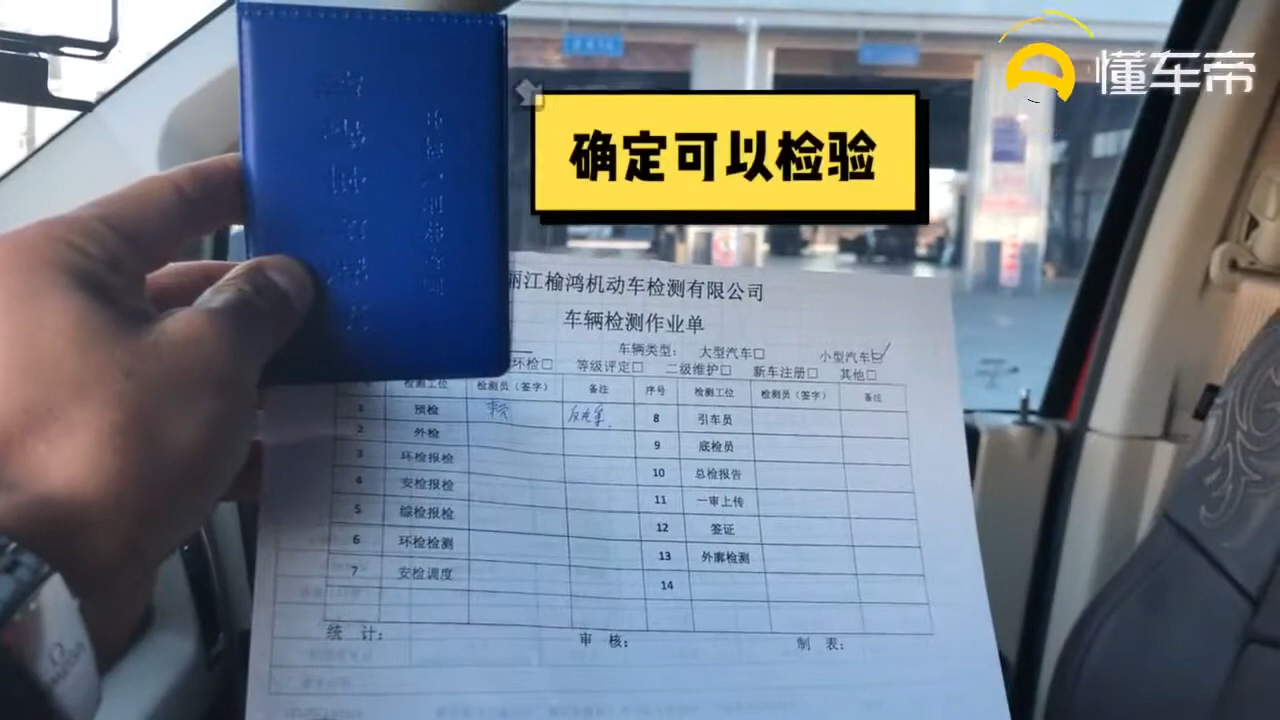 懂车帝
确定可以检验
丽江榆鸿机动车检测有限公司
车辆检测作业单
车辆类型： 大型汽车□ 小型汽车☑
环检□ 等级评定□ 二级维护□ 新车注册□ 其他□
检测工位 检测员（签字） 备注 序号 检测工位 检测员（签字） 备注
1 预检 8 引车员
2 外检 9 底检员
3 环检报检 10 总检报告
4 安检报检 11 一审上传
5 综检报检 12 签证
6 环检检测 13 外廓检测
7 安检调度 14
统 计： 审 核： 制 表：